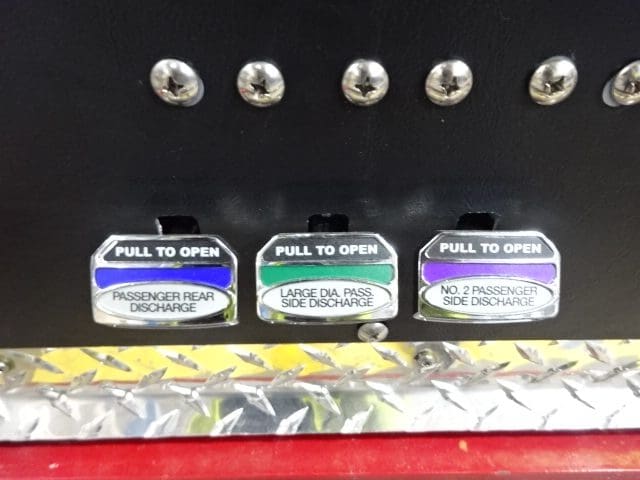 PULL TO OPEN
PASSENGER REAR
DISCHARGE
PULL TO OPEN
LARGE DIA. PASS.
SIDE DISCHARGE
PULL TO OPEN
NO. 2 PASSENGER
SIDE DISCHARGE